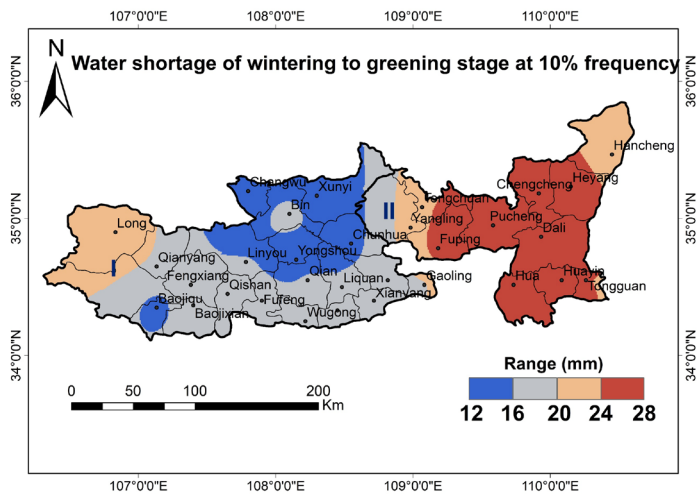 107°0'0"E 108°0'0"E 109°0'0"E 110°0'0"E
N
Water shortage of wintering to greening stage at 10% frequency
36°0'0"N 36°0'0"N
Hancheng
Changwu Xunyi Chengcheng Heyang
Bin Tongchuan
Long II Yangling Pucheng
35°0'0"N 35°0'0"N
Chunhua Fuping Dali
Linyou Yongshou
I Qianyang Qian Gaoling Hua Huayin
Fengxiang Liquan Tongguan
Baojiqu Qishan Fufeng Xianyang
Baojixian Wugong
34°0'0"N 34°0'0"N
Range (mm)
0 50 100 200
Km
12 16 20 24 28
107°0'0"E 108°0'0"E 109°0'0"E 110°0'0"E